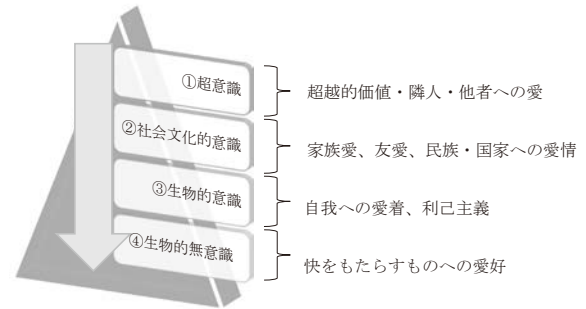 ①超意識
超越的価値・隣人・他者への愛
②社会文化的意識
家族愛、友愛、民族・国家への愛情
③生物的意識
自我への愛着、利己主義
④生物的無意識
快をもたらすものへの愛好